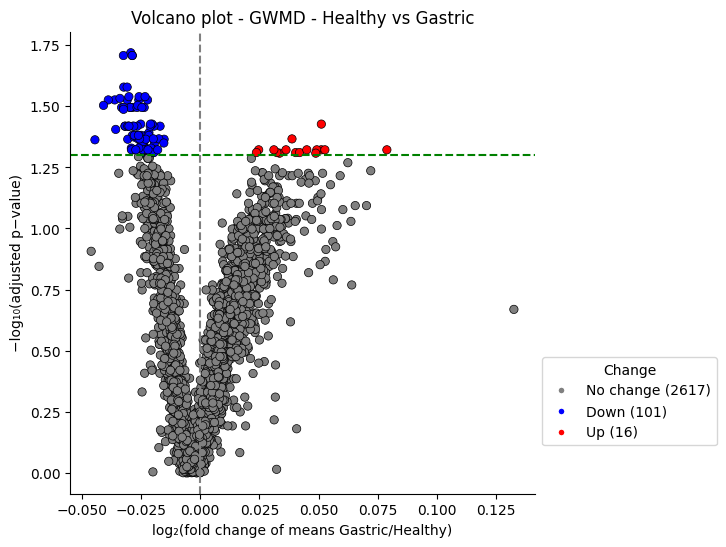 Volcano plot - GWMD - Healthy vs Gastric
1.75
1.50
1.25
1.00
0.75
0.50
0.25
0.00
−log₁₀(adjusted p−value)
−0.050 −0.025 0.000 0.025 0.050 0.075 0.100 0.125
log₂(fold change of means Gastric/Healthy)
Change
No change (2617)
Down (101)
Up (16)